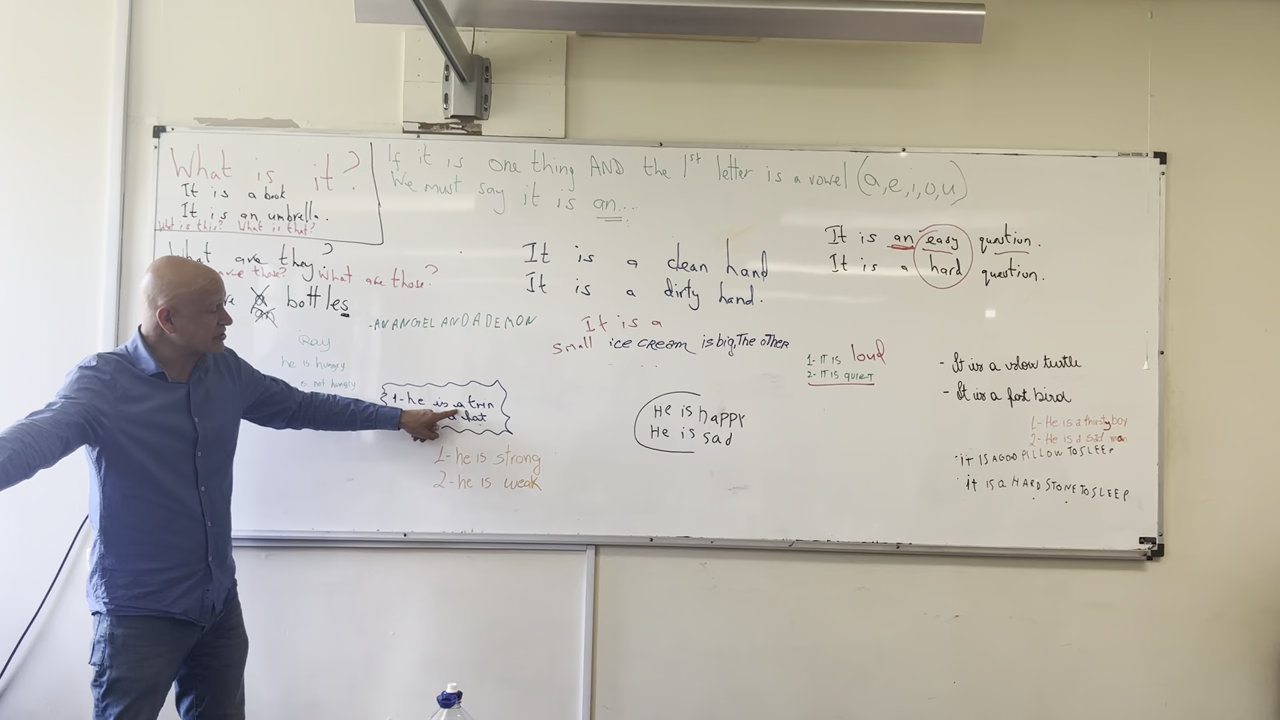 What is it?
It is a book
It is an umbrella.
What is this? What is that?
If it is one thing AND the 1st letter is a vowel (a,e,i,o,u)
We must say it is an...
What are they?
are these? What are those?
bottles
an
-AN ANGEL AND A DEMON
It is a clean hand
It is a dirty hand.
It is a
small ice cream is big, The other
It is an easy question.
It is a hard question.
he is hungry
is not hungry
1-he is a
a
1-he is strong
2-he is weak
He is happy
He is sad
1- IT IS loud
2- IT IS QUIET
- It is a slow turtle
- It is a fast bird
1- He is a thirsty boy
2- He is a sad man
-iT IS A GOOD PILLOW TO SLEEP
it IS A HARD STONE TO SLEEP